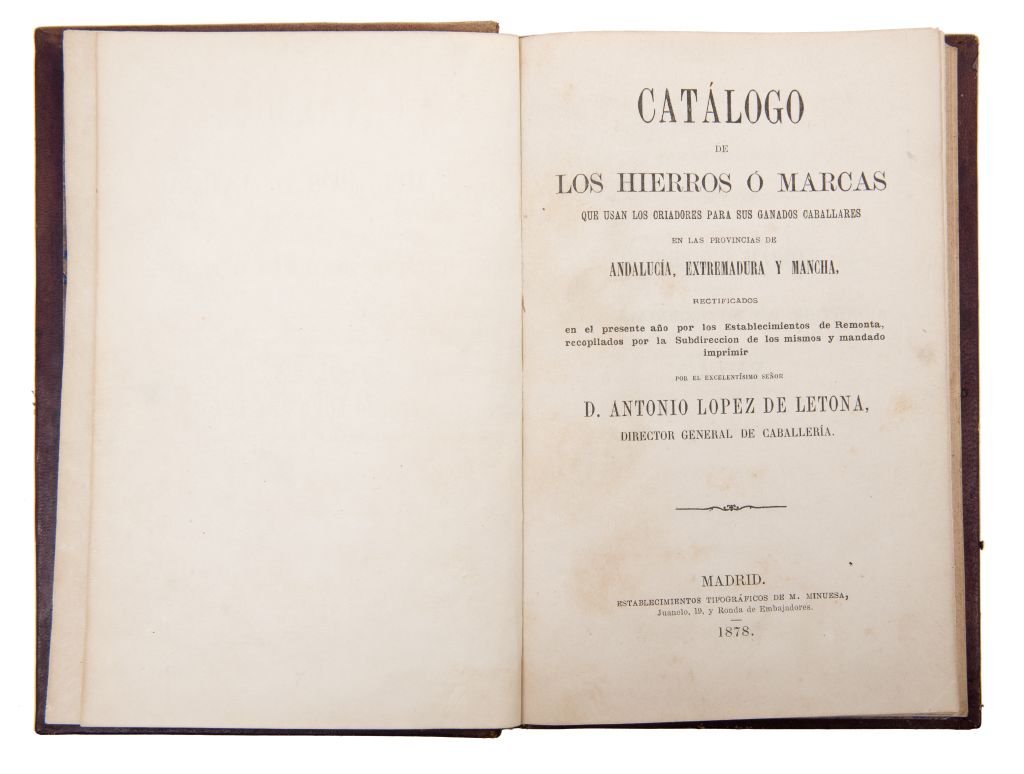 CATÁLOGO
DE
LOS HIERROS Ó MARCAS
QUE USAN LOS CRIADORES PARA SUS GANADOS CABALLARES
EN LAS PROVINCIAS DE
ANDALUCÍA, EXTREMADURA Y MANCHA,
RECTIFICADOS
en el presente año por los Establecimientos de Remonta,
recopilados por la Subdireccion de los mismos y mandado
imprimir
POR EL EXCELENTÍSIMO SEÑOR
D. ANTONIO LOPEZ DE LETONA,
DIRECTOR GENERAL DE CABALLERÍA.
MADRID.
ESTABLECIMIENTOS TIPOGRÁFICOS DE M. MINUESA,
Juanelo, 19, y Ronda de Embajadores.
1878.